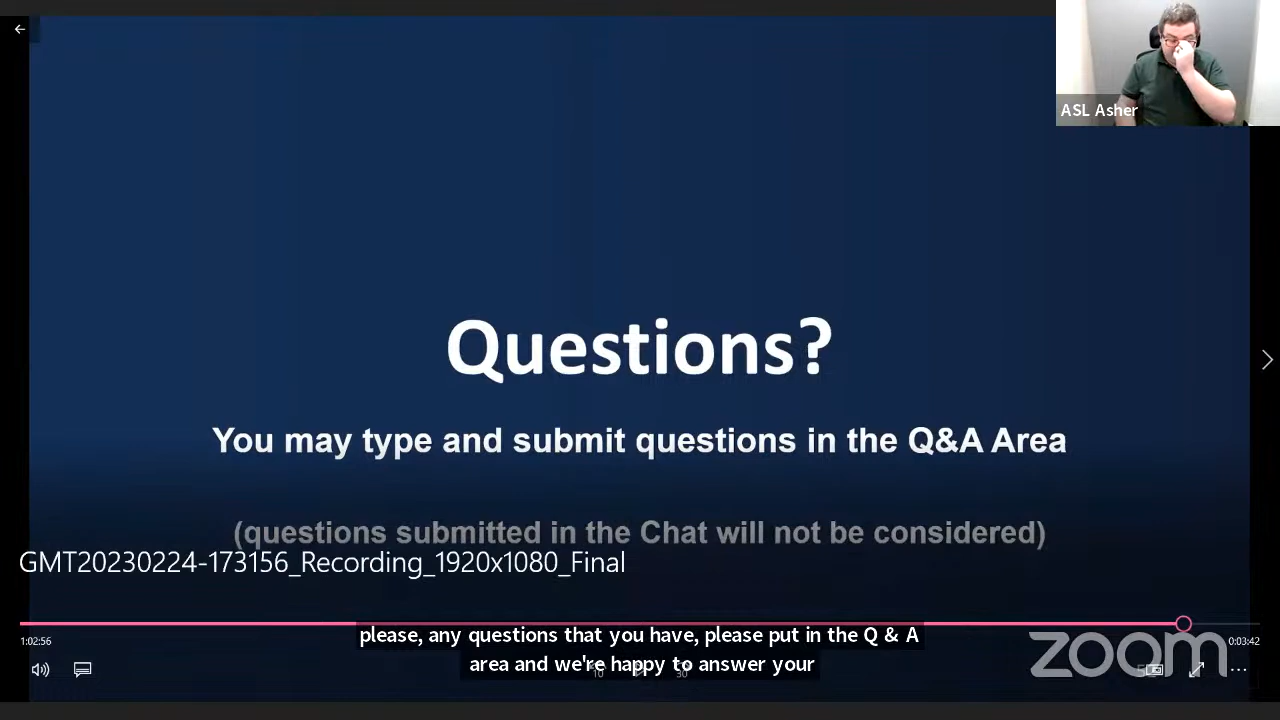 ASL Asher
Questions?
You may type and submit questions in the Q&A Area
(questions submitted in the Chat will not be considered)
GMT20230224-173156_Recording_1920x1080_Final
please, any questions that you have, please put in the Q & A
1:02:56
0:03:42
area and we're happy to answer your
10
30
zoom